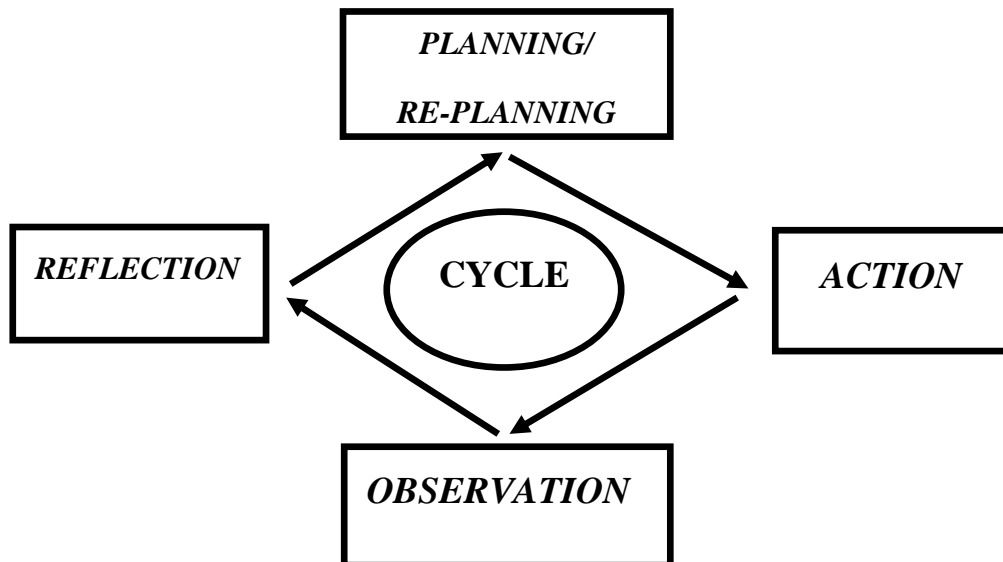 PLANNING/
RE-PLANNING
REFLECTION
CYCLE
ACTION
OBSERVATION